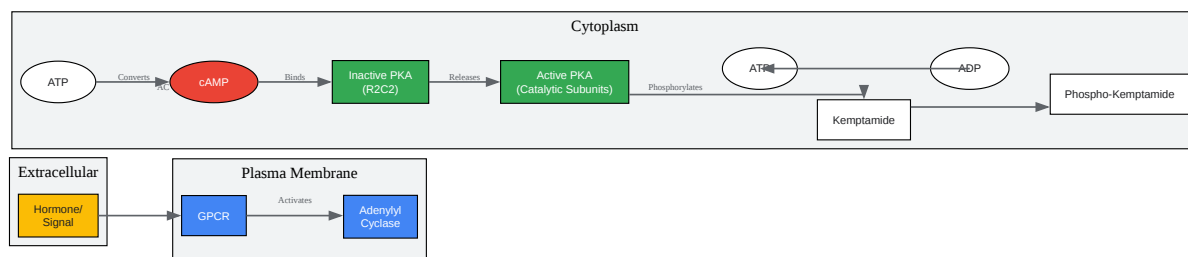 Cytoplasm
ATP
Converts
AC
cAMP
Binds
Inactive PKA
(R2C2)
Releases
Active PKA
(Catalytic Subunits)
Phosphorylates
ATP
ADP
Kemptamide
Phospho-Kemptamide
Extracellular
Hormone/
Signal
Plasma Membrane
GPCR
Activates
Adenylyl
Cyclase